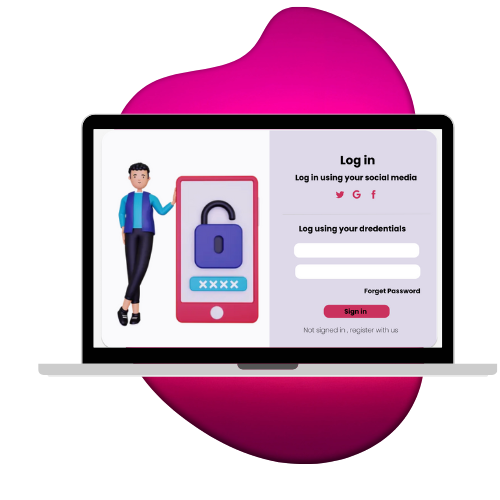 Log in
Log in using your social media
Log using your dredentials
Forget Password
Sign in
Not signed in . register with us